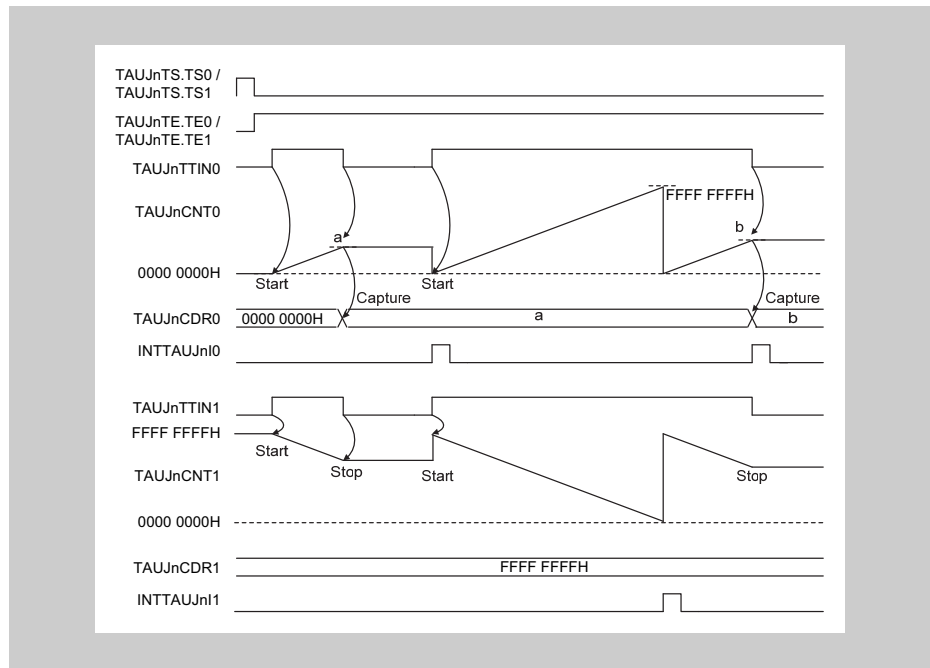 TAUJnTS.TS0 /
TAUJnTS.TS1
TAUJnTE.TE0 /
TAUJnTE.TE1
TAUJnTTIN0
TAUJnCNT0
FFFF FFFFH
a
b
0000 0000H
Start
Start
Capture
Capture
TAUJnCDR0
0000 0000H
a
b
INTTAUJnI0
TAUJnTTIN1
FFFF FFFFH
Start
TAUJnCNT1
Stop
Start
Stop
0000 0000H
TAUJnCDR1
FFFF FFFFH
INTTAUJnI1